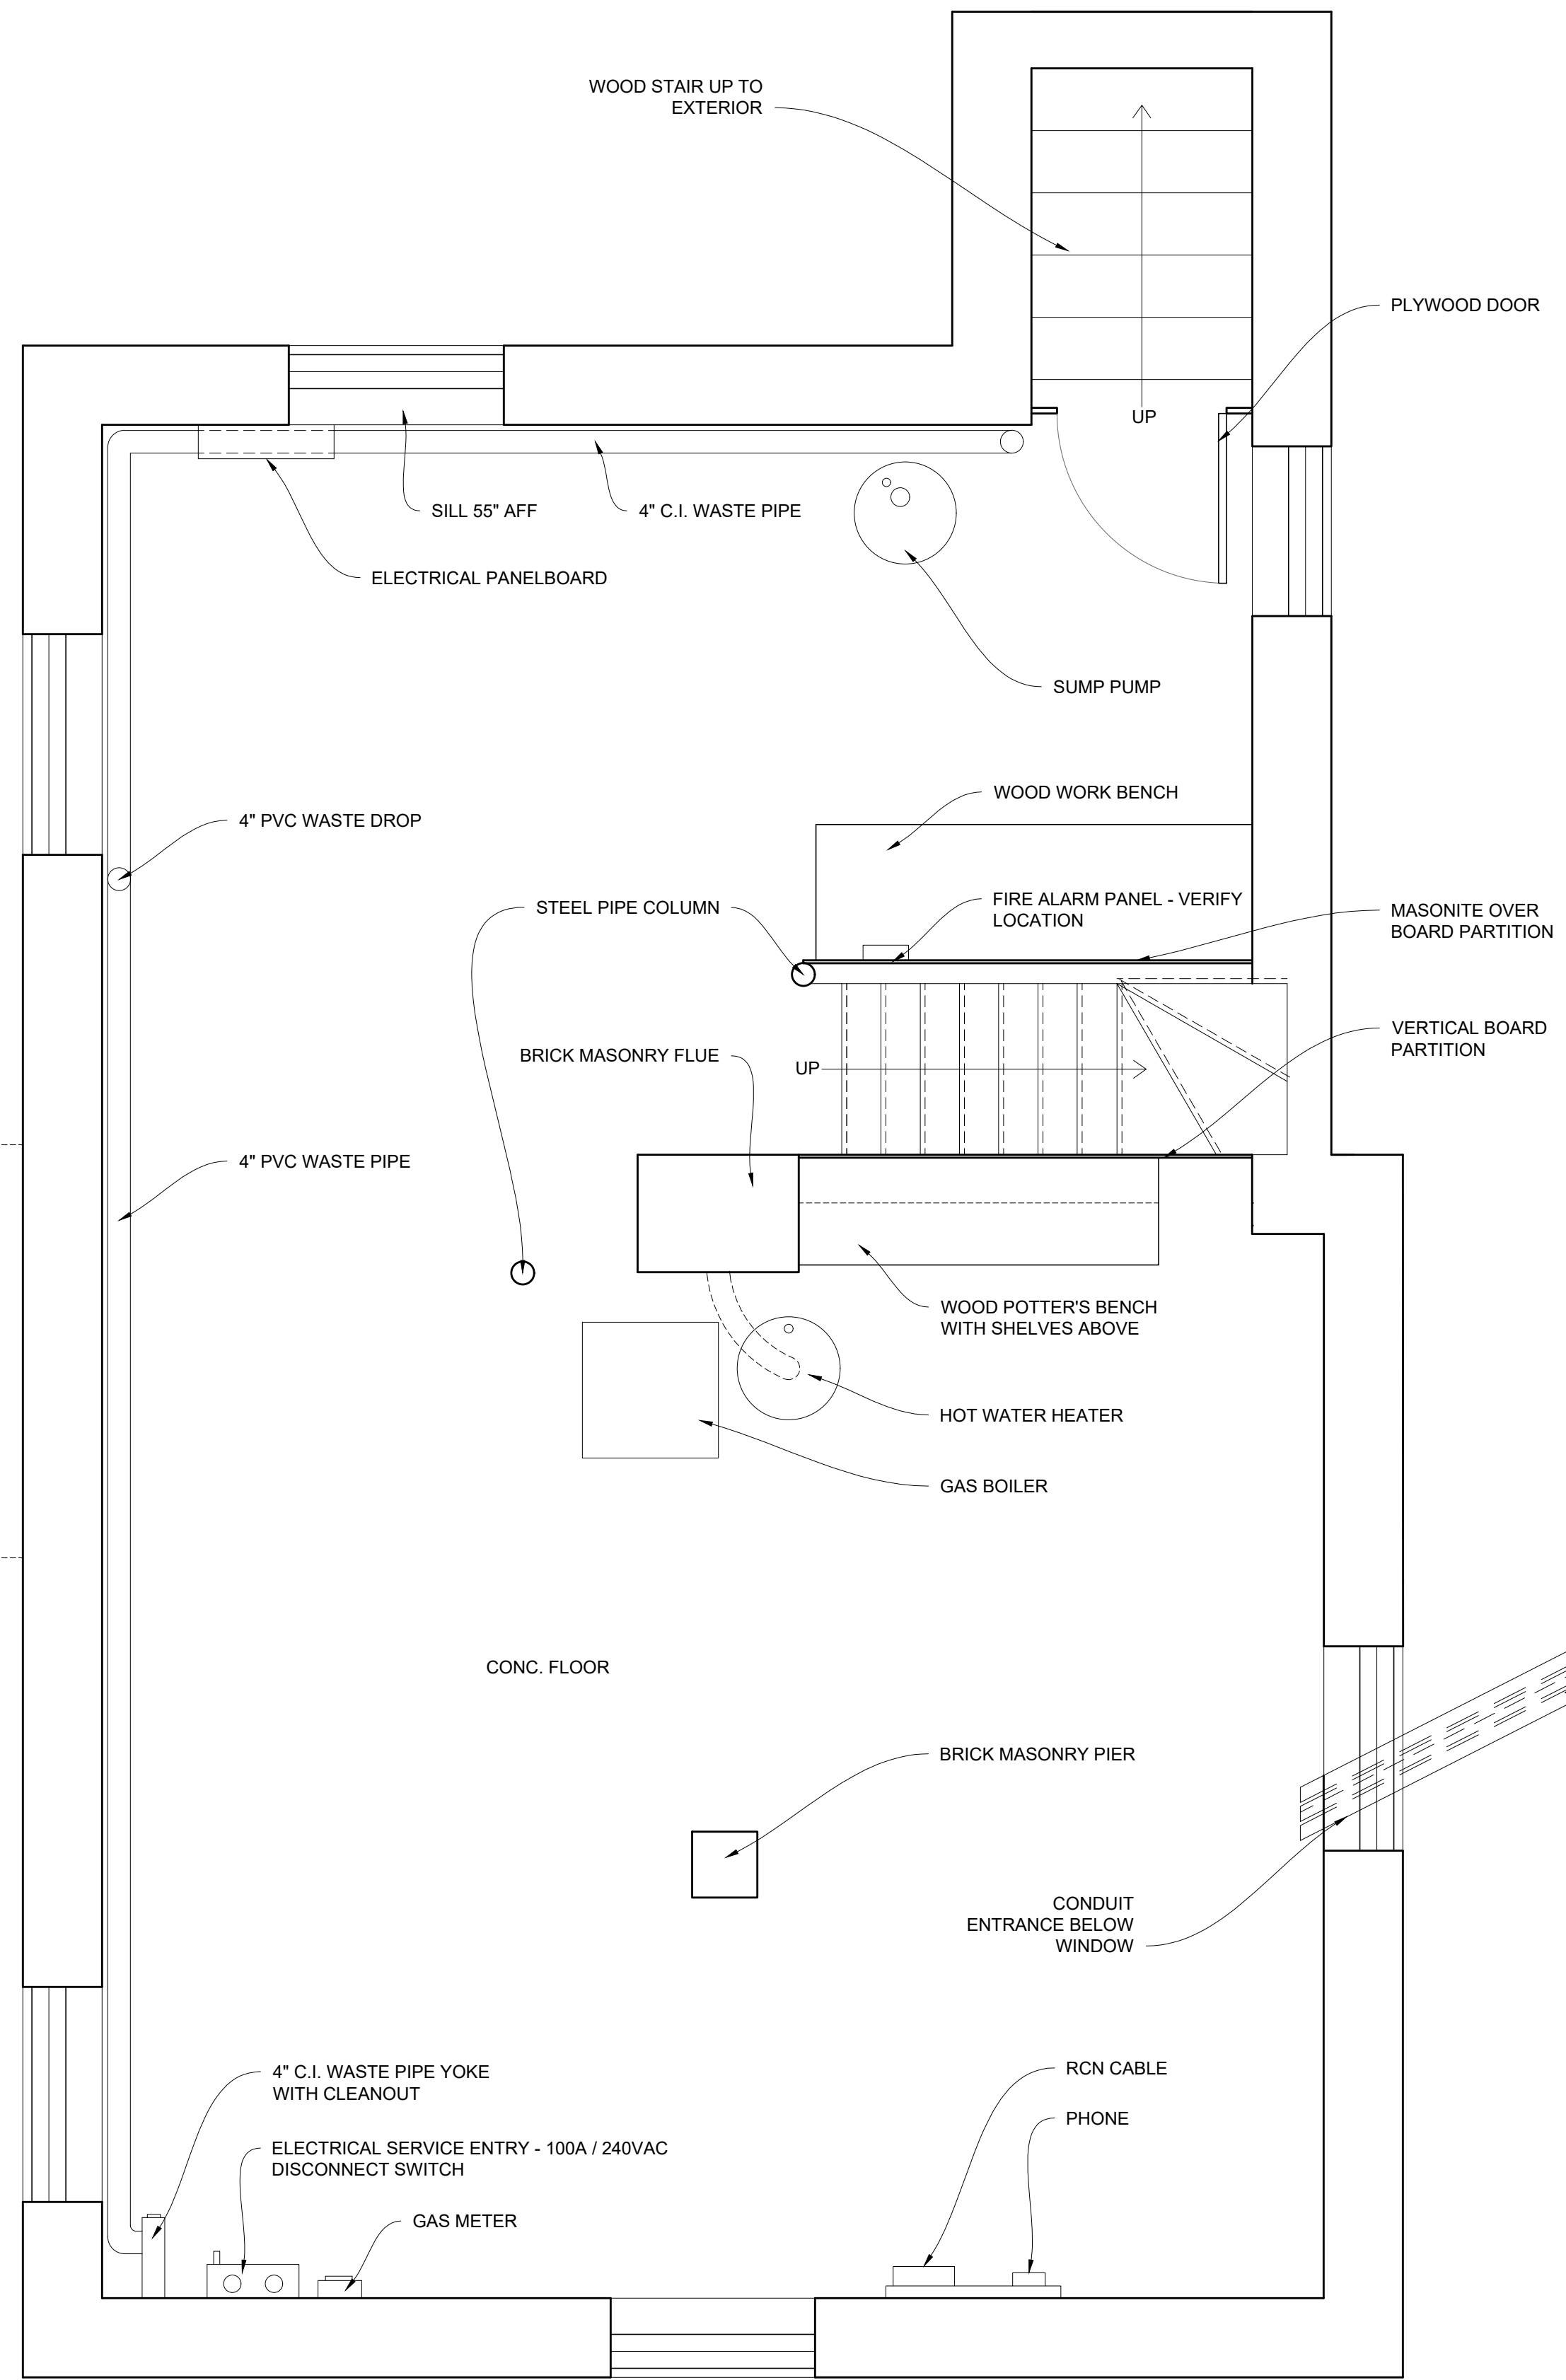 WOOD STAIR UP TO
EXTERIOR
PLYWOOD DOOR
UP
SILL 55" AFF
4" C.I. WASTE PIPE
ELECTRICAL PANELBOARD
SUMP PUMP
WOOD WORK BENCH
4" PVC WASTE DROP
FIRE ALARM PANEL - VERIFY
LOCATION
STEEL PIPE COLUMN
MASONITE OVER
BOARD PARTITION
VERTICAL BOARD
PARTITION
BRICK MASONRY FLUE
UP
4" PVC WASTE PIPE
WOOD POTTER'S BENCH
WITH SHELVES ABOVE
HOT WATER HEATER
GAS BOILER
CONC. FLOOR
BRICK MASONRY PIER
CONDUIT
ENTRANCE BELOW
WINDOW
4" C.I. WASTE PIPE YOKE
WITH CLEANOUT
RCN CABLE
PHONE
ELECTRICAL SERVICE ENTRY - 100A / 240VAC
DISCONNECT SWITCH
GAS METER